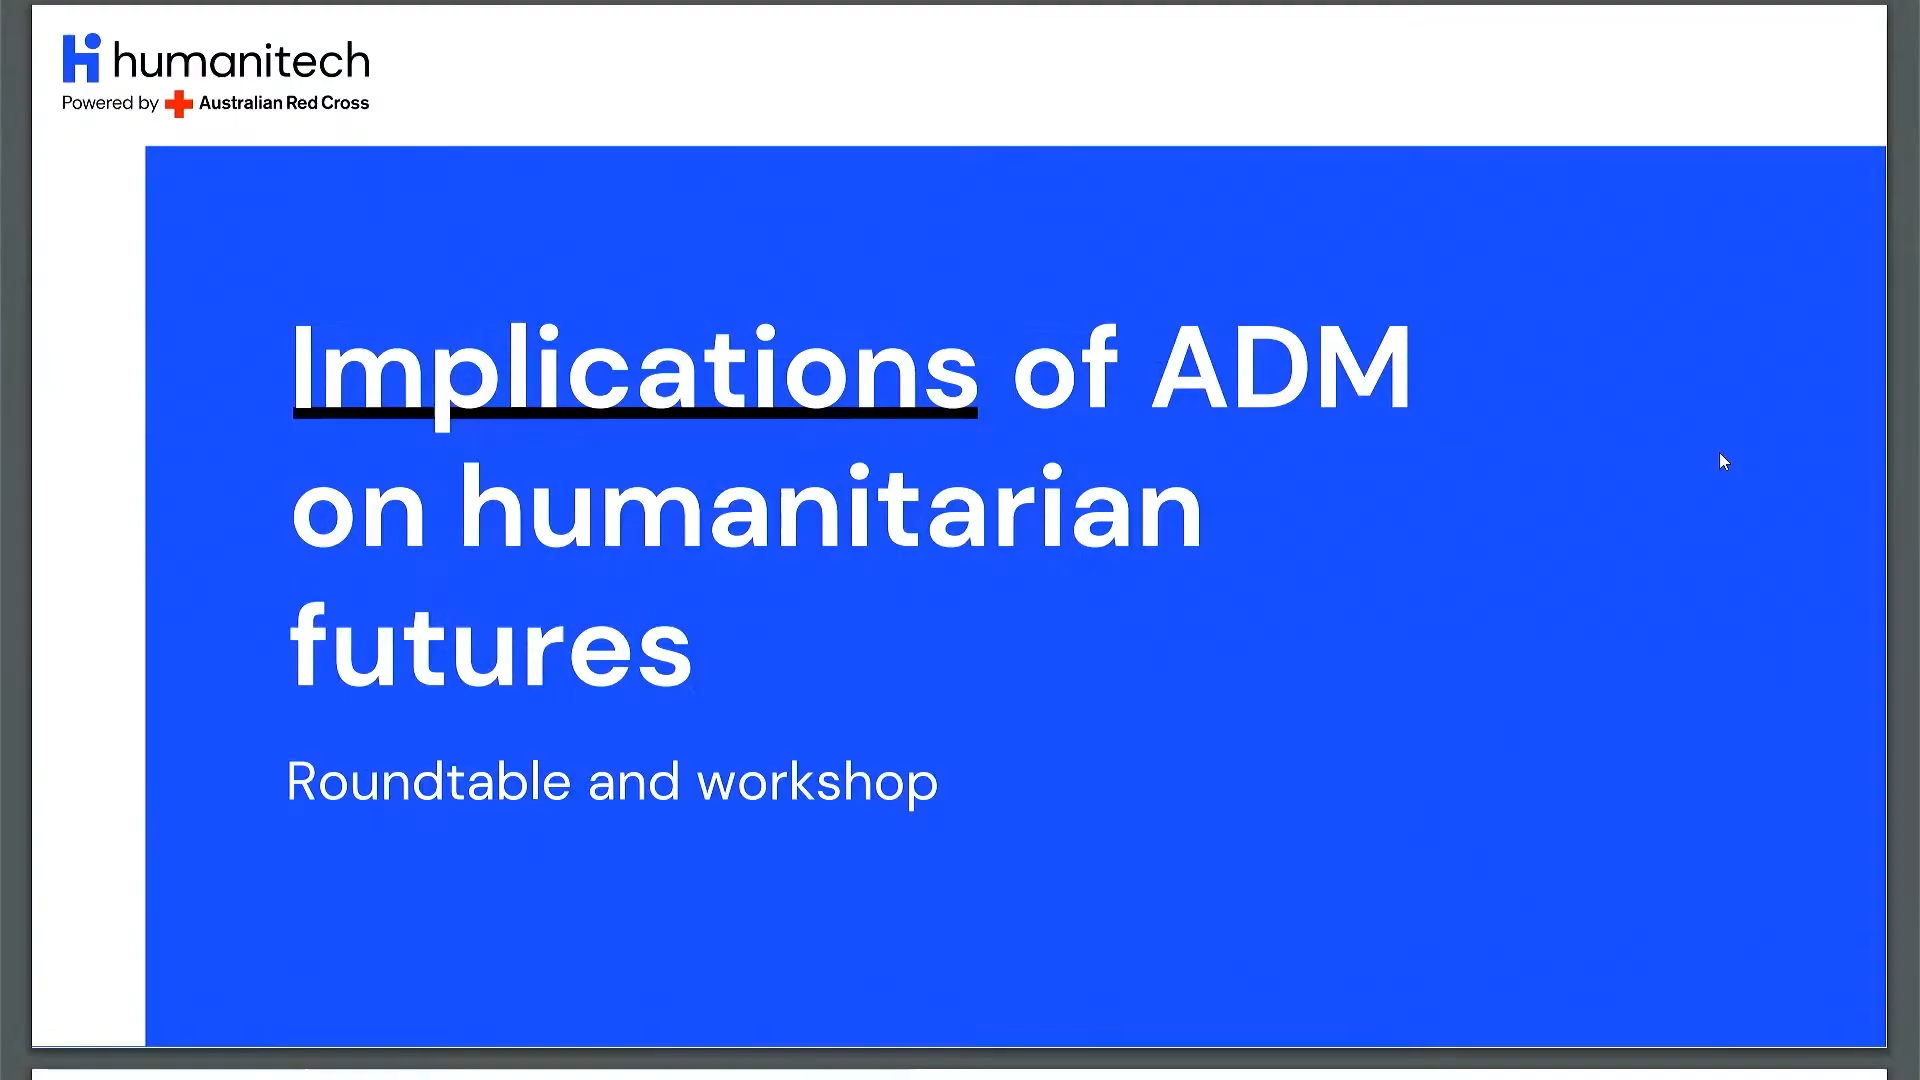 humanitech
Powered by Australian Red Cross
Implications of ADM
on humanitarian
futures
Roundtable and workshop